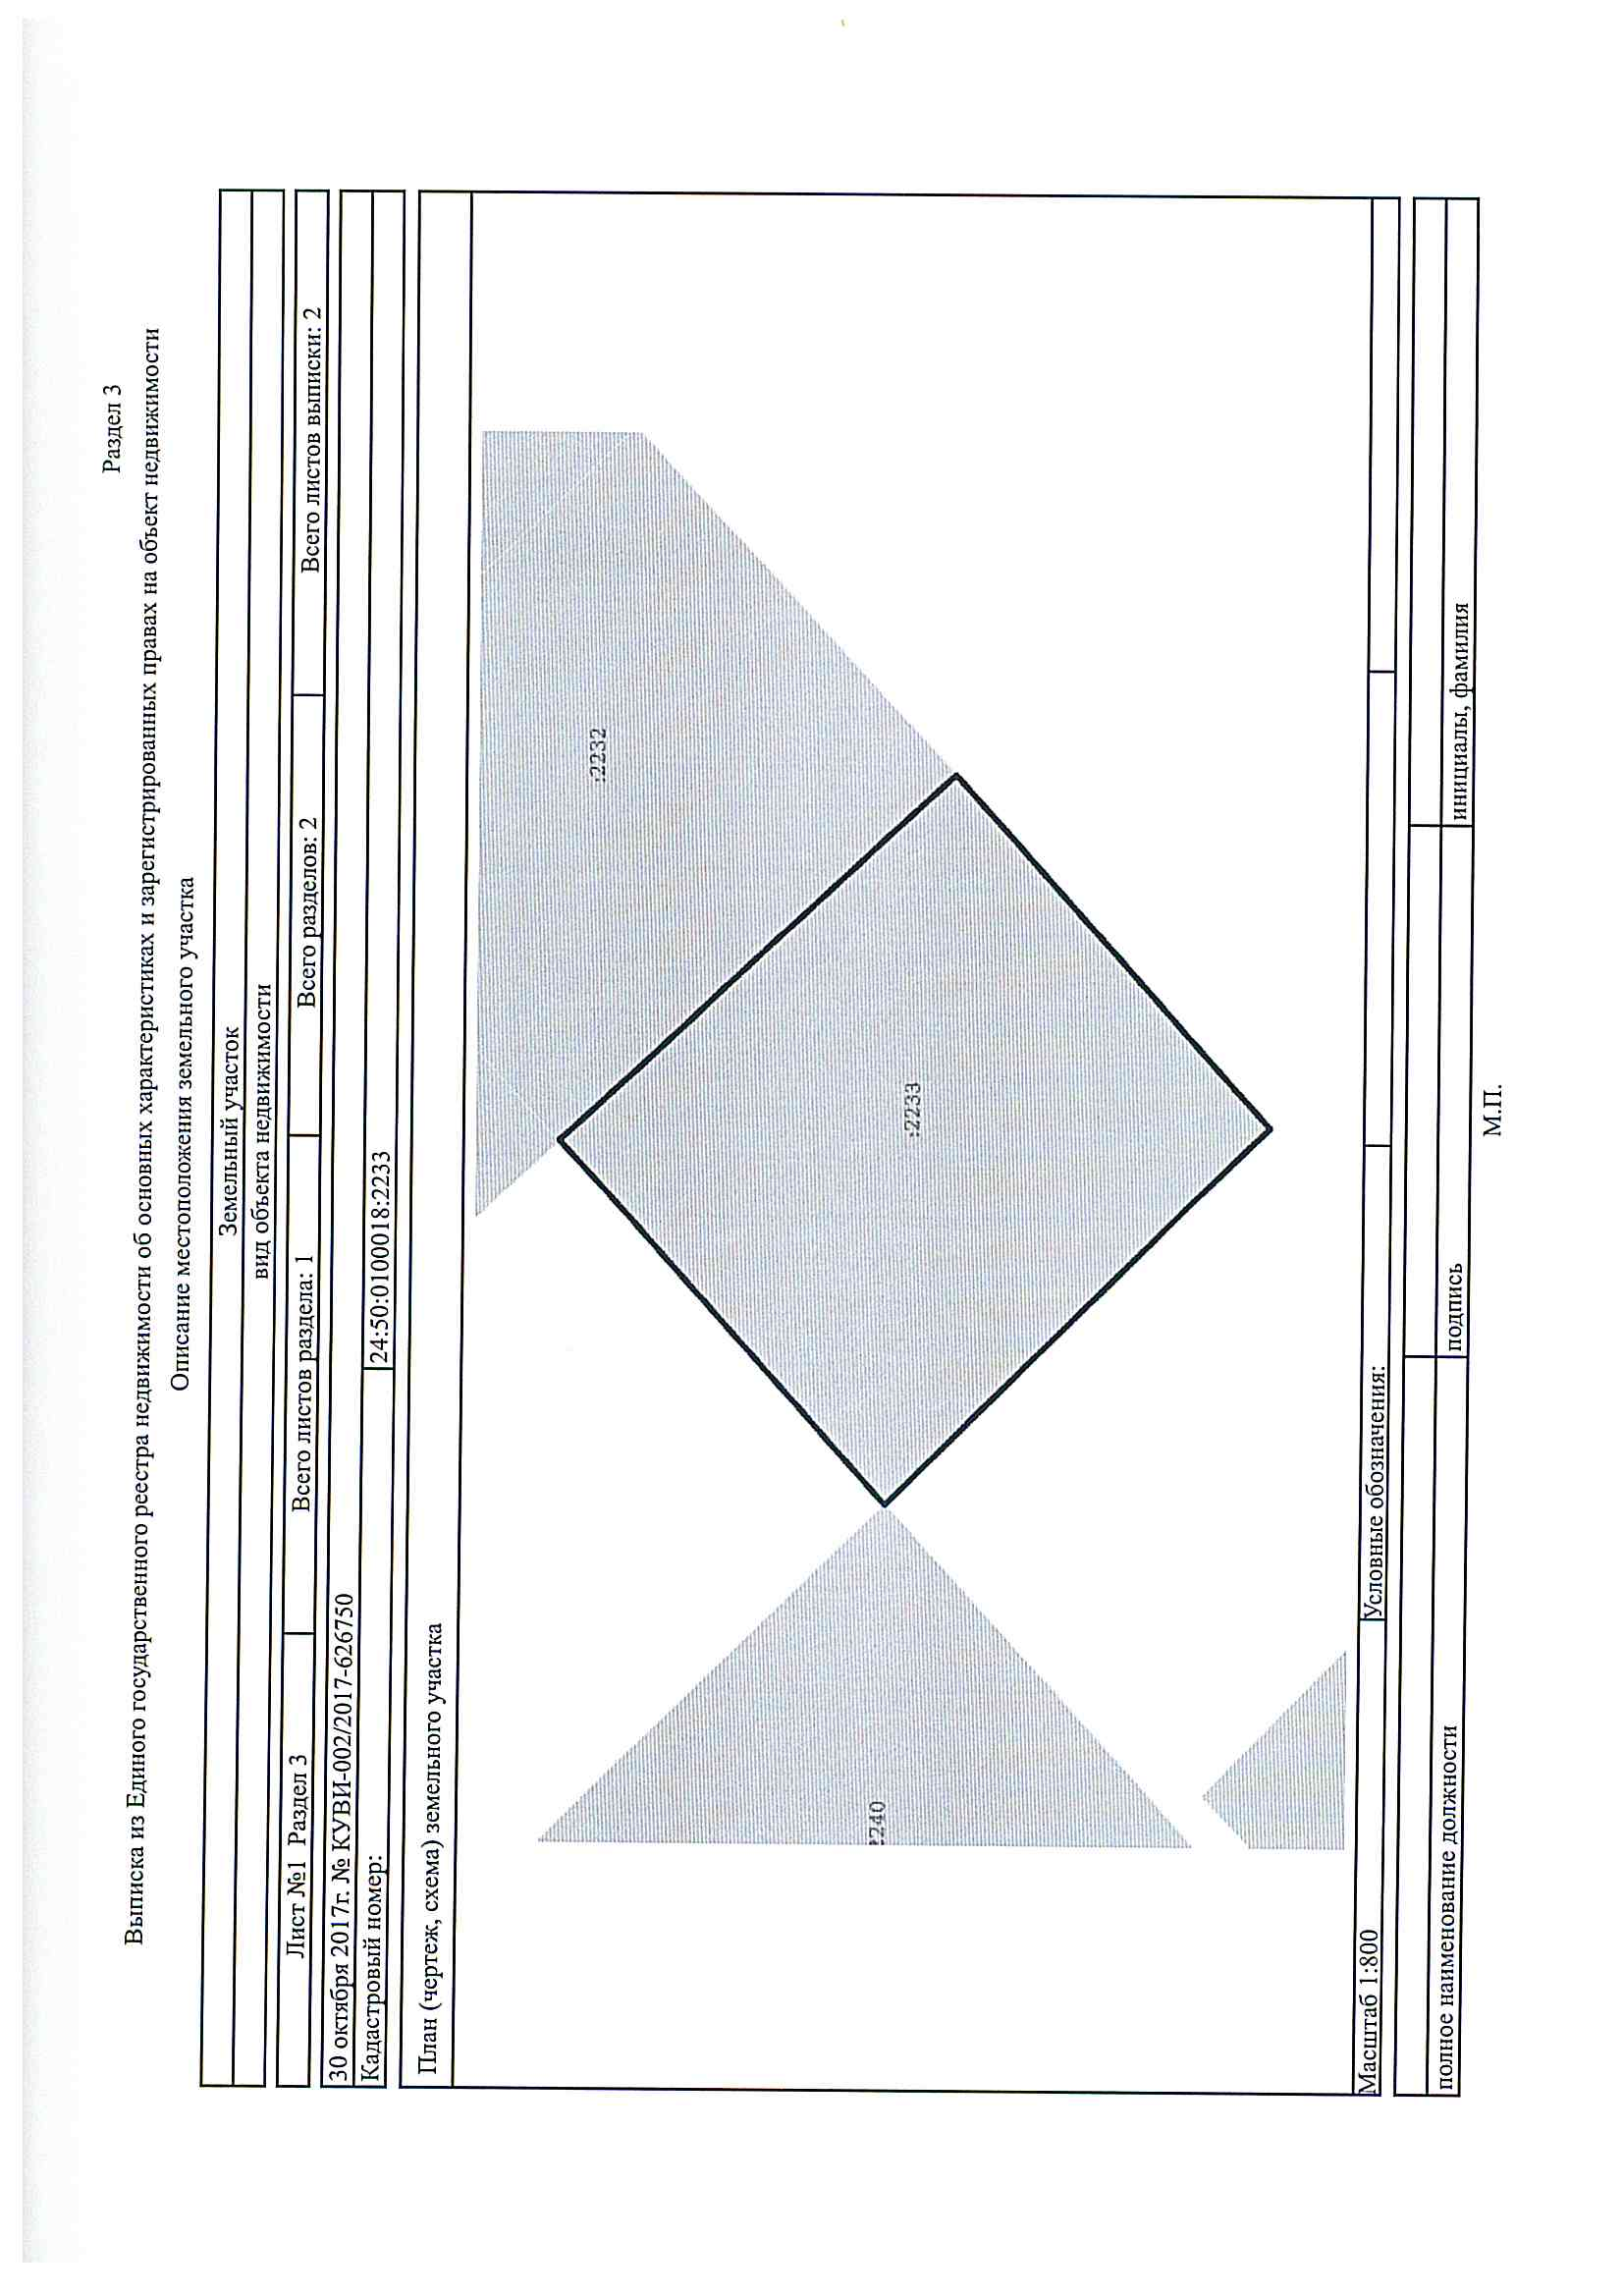 Раздел 3
Выписка из Единого государственного реестра недвижимости об основных характеристиках и зарегистрированных правах на объект недвижимости
Описание местоположения земельного участка
Земельный участок
вид объекта недвижимости
Лист №1 Раздел 3 Всего листов раздела: 1 Всего разделов: 2 Всего листов выписки: 2
30 октября 2017г. № КУВИ-002/2017-626750
Кадастровый номер: 24:50:0100018:2233
План (чертеж, схема) земельного участка
:2232
:2233
240
Масштаб 1:800 Условные обозначения:
полное наименование должности подпись инициалы, фамилия
М.П.